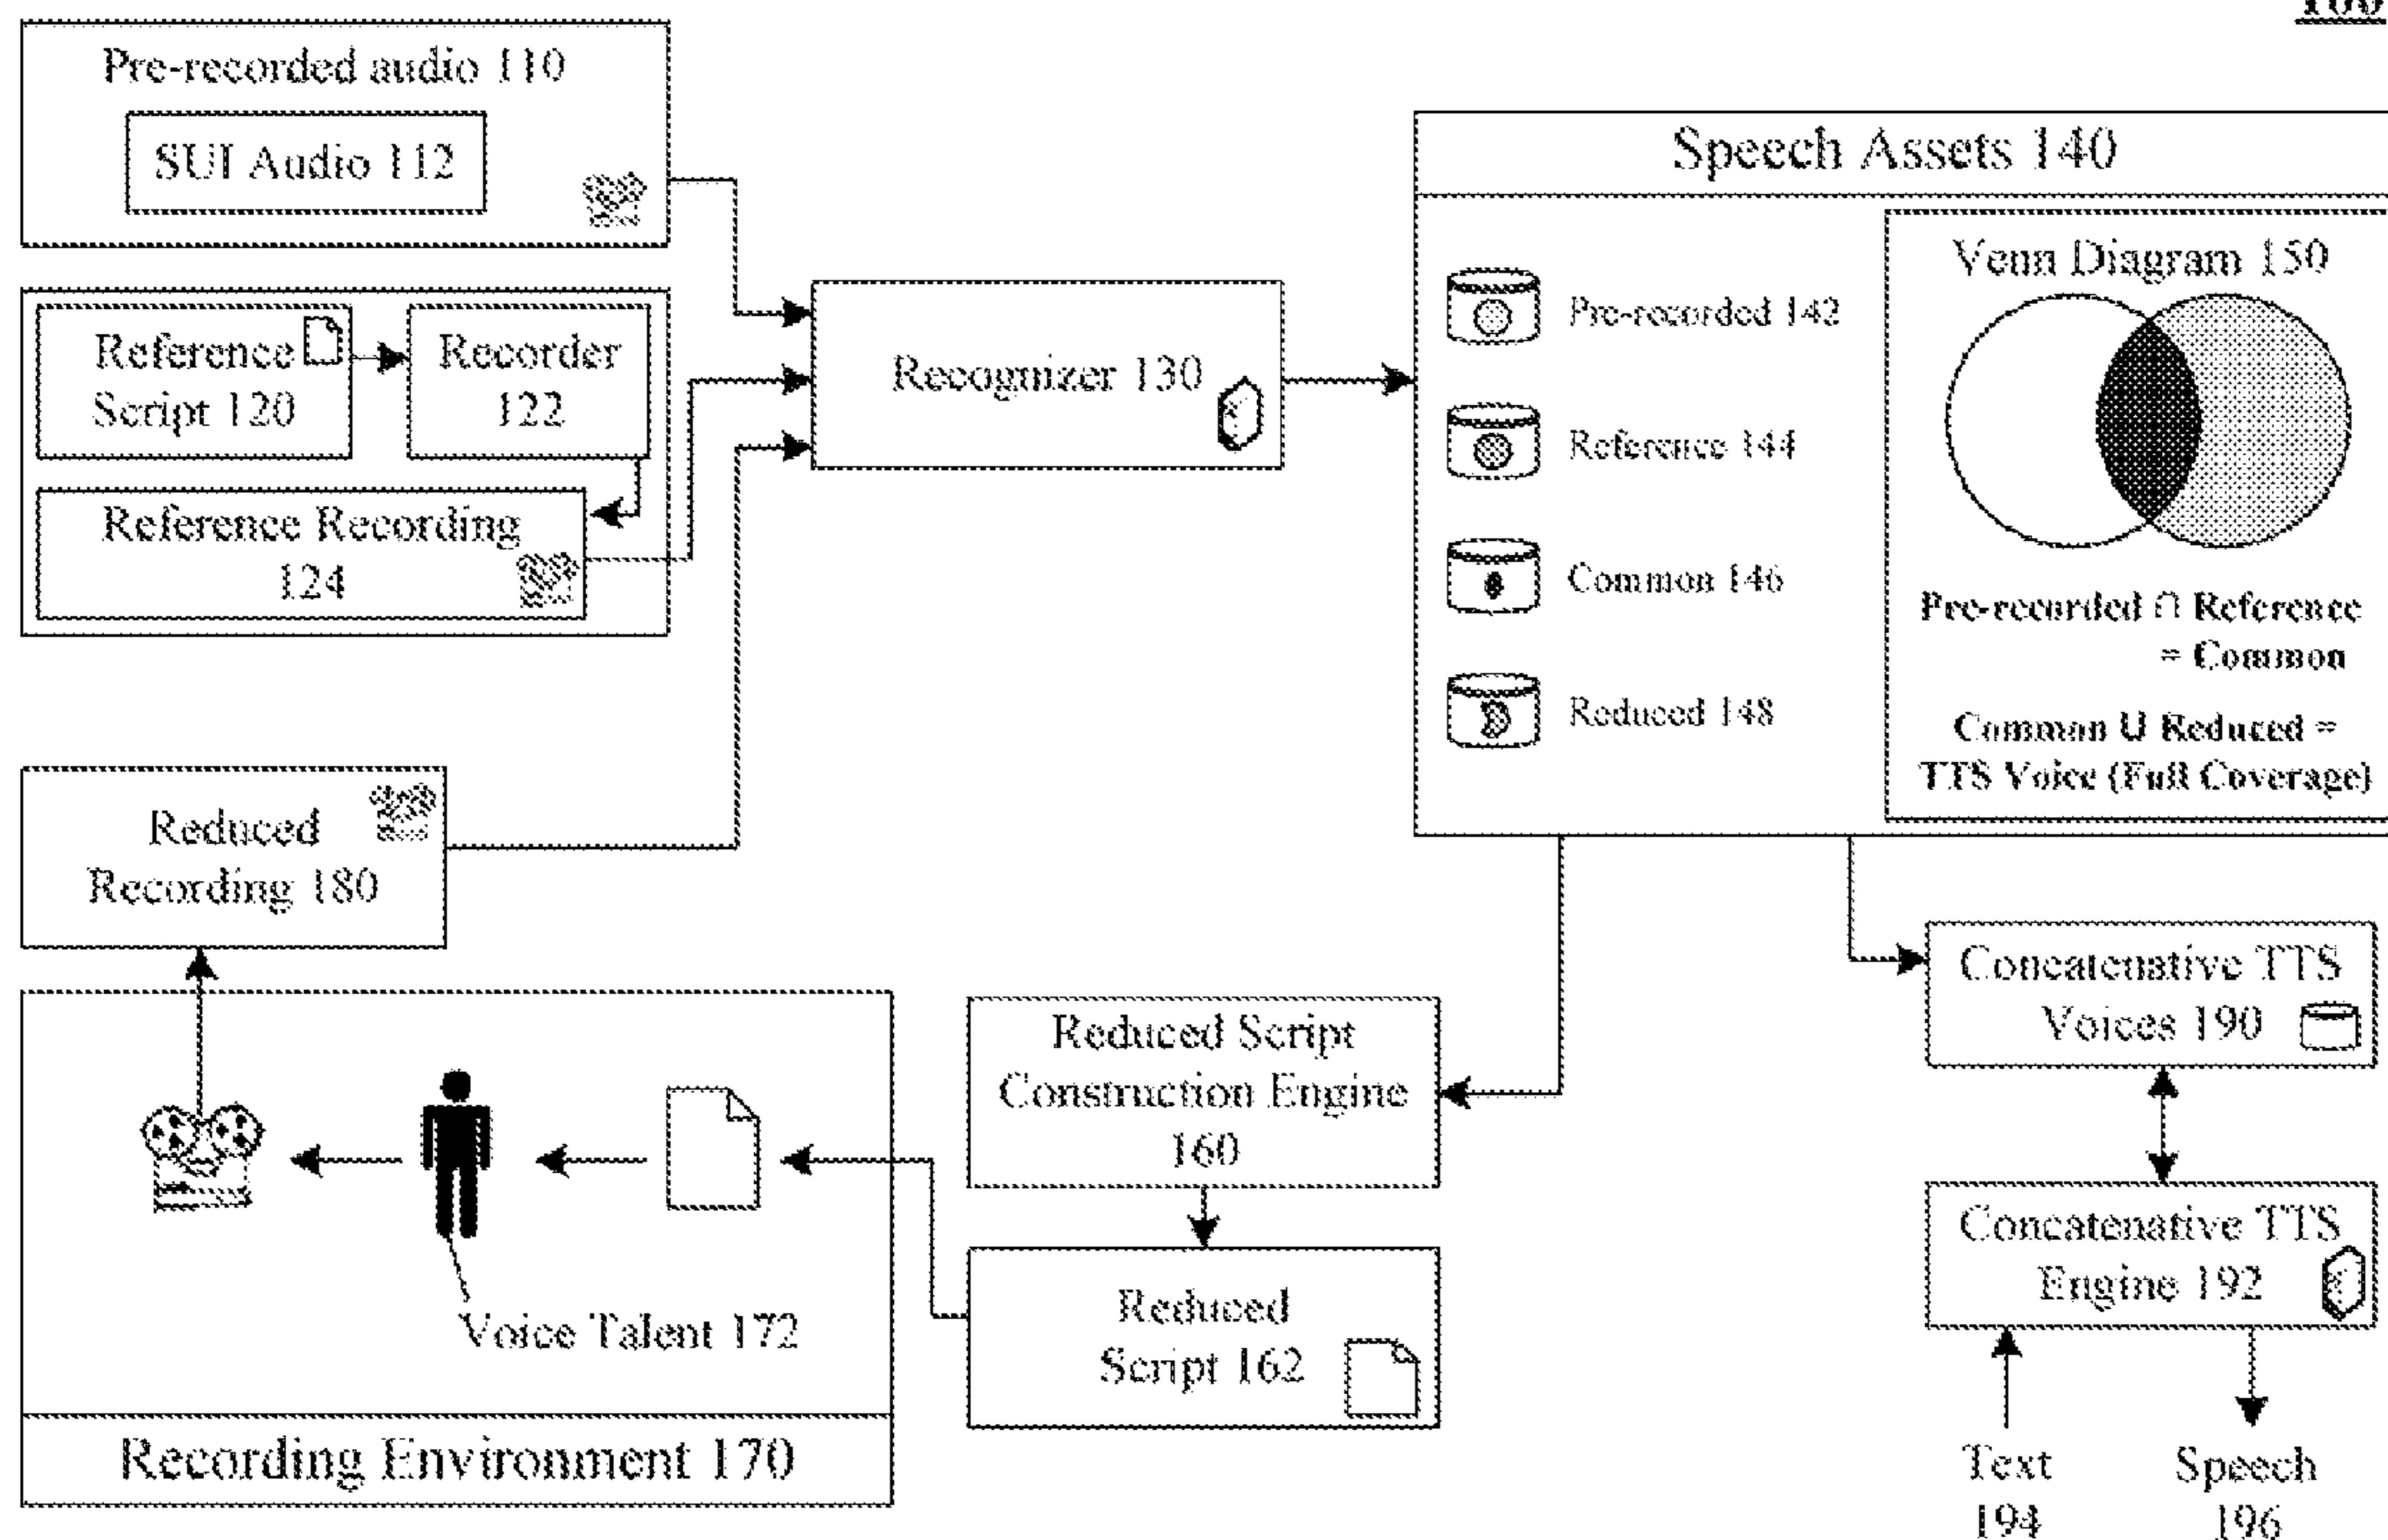 100
Pre-recorded audio 110
SUI Audio 112
Reference
Script 120
Recorder
122
Reference Recording
124
Recognizer 130
Speech Assets 140
Pre-recorded 142
Reference 144
Common 146
Reduced 148
Venn Diagram 150
Pre-recorded ∩ Reference
= Common
Common U Reduced =
TTS Voice (Full Coverage)
Reduced
Recording 180
Voice Talent 172
Recording Environment 170
Reduced Script
Construction Engine
160
Reduced
Script 162
Concatenative TTS
Voices 190
Concatenative TTS
Engine 192
Text
194
Speech
196